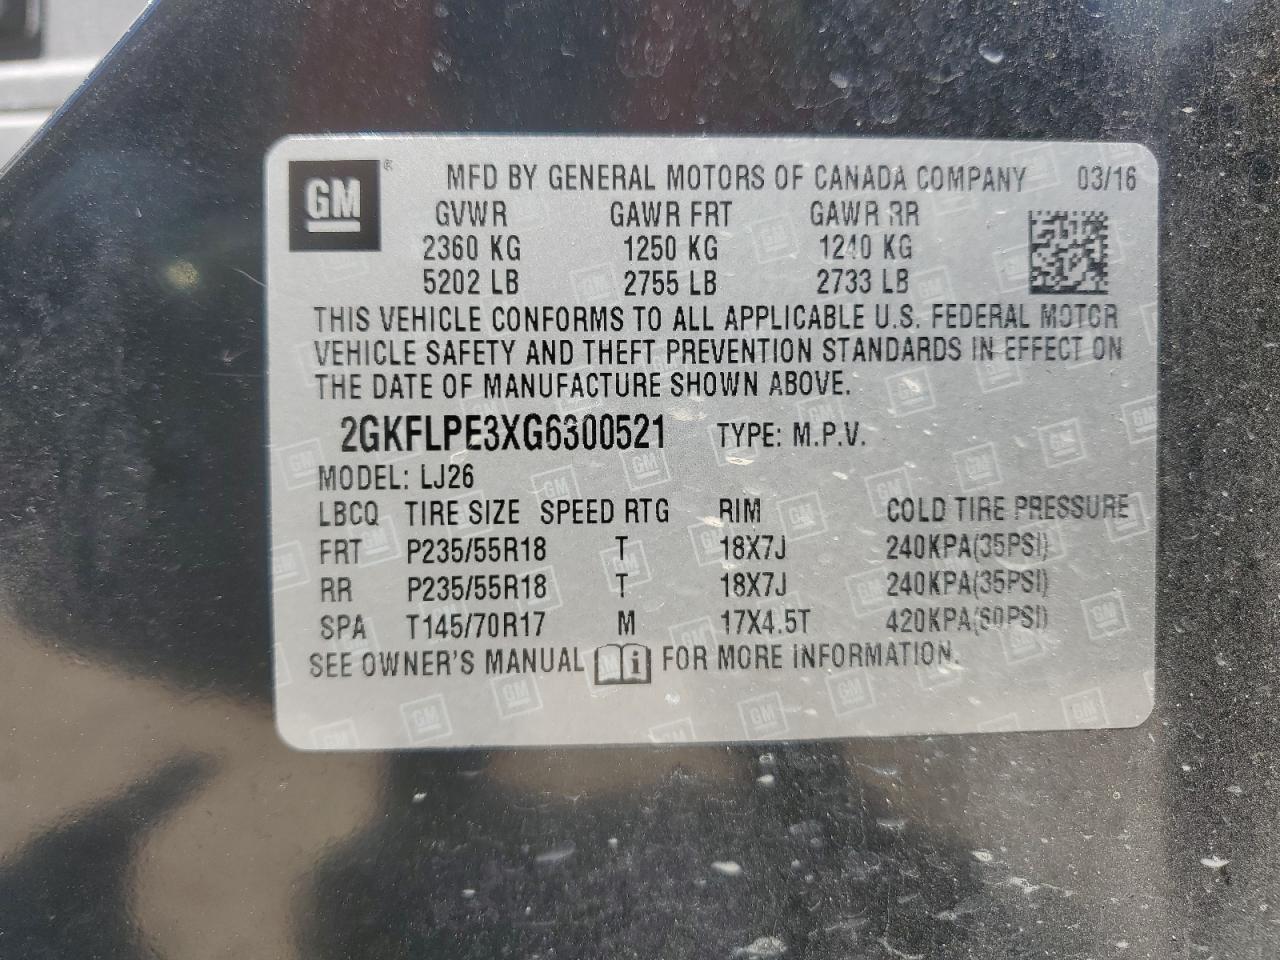 GM ® MFD BY GENERAL MOTORS OF CANADA COMPANY 03/16
GVWR GAWR FRT GAWR RR
2360 KG 1250 KG 1240 KG
5202 LB 2755 LB 2733 LB
THIS VEHICLE CONFORMS TO ALL APPLICABLE U.S. FEDERAL MOTOR
VEHICLE SAFETY AND THEFT PREVENTION STANDARDS IN EFFECT ON
THE DATE OF MANUFACTURE SHOWN ABOVE.
2GKFLPE3XG6300521 TYPE: M.P.V.
MODEL: LJ26
LBCQ TIRE SIZE SPEED RTG RIM COLD TIRE PRESSURE
FRT P235/55R18 T 18X7J 240KPA(35PSI)
RR P235/55R18 T 18X7J 240KPA(35PSI)
SPA T145/70R17 M 17X4.5T 420KPA(60PSI)
SEE OWNER'S MANUAL i FOR MORE INFORMATION.